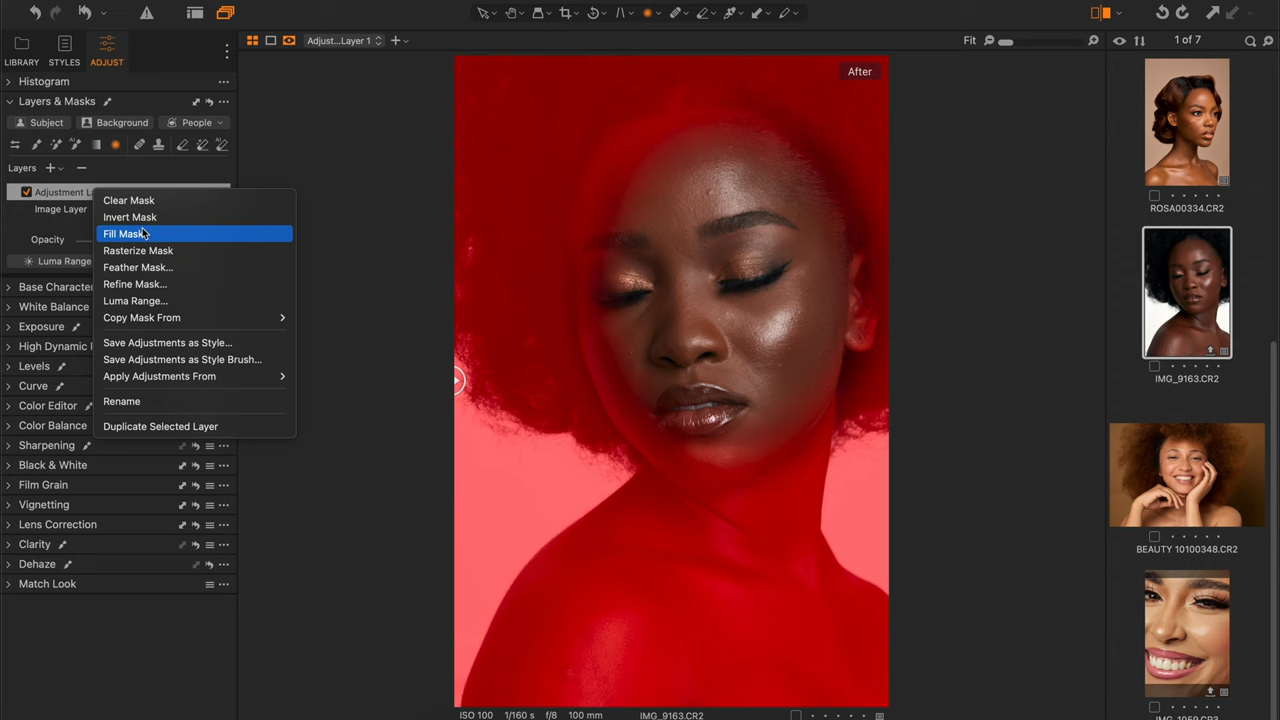 Adjust...Layer 1
Fit
1 of 7
LIBRARY
STYLES
ADJUST
Histogram
Layers & Masks
Subject
Background
People
Layers
Adjustment L
Image Layer
Opacity
Luma Range
Base Character
White Balance
Exposure
High Dynamic
Levels
Curve
Color Editor
Color Balance
Sharpening
Black & White
Film Grain
Vignetting
Lens Correction
Clarity
Dehaze
Match Look
Clear Mask
Invert Mask
Fill Mask
Rasterize Mask
Feather Mask...
Refine Mask...
Luma Range...
Copy Mask From
Save Adjustments as Style...
Save Adjustments as Style Brush...
Apply Adjustments From
Rename
Duplicate Selected Layer
After
ISO 100 1/160 s f/8 100 mm IMG_9163.CR2
ROSA00334.CR2
IMG_9163.CR2
BEAUTY 10100348.CR2